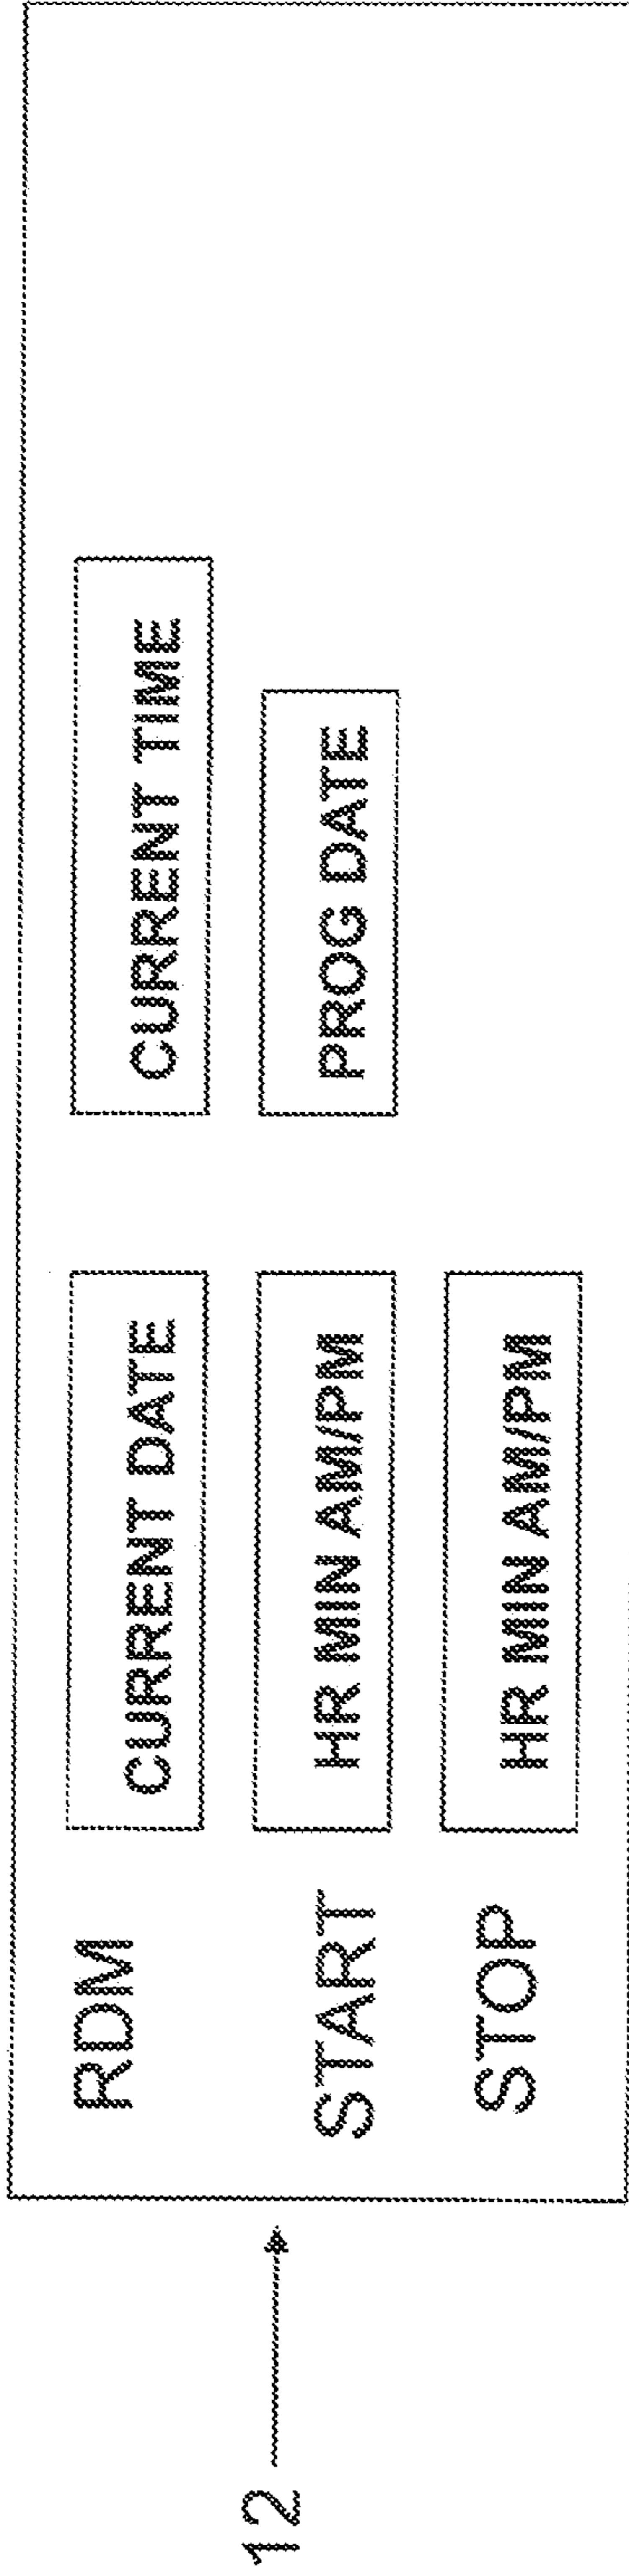 RDM CURRENT DATE CURRENT TIME
START HR MIN AM/PM PROG DATE
STOP HR MIN AM/PM
12